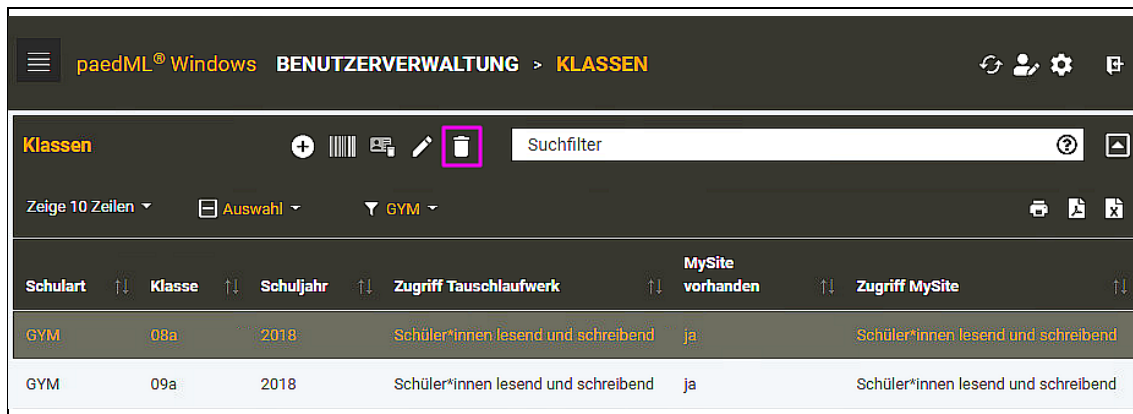 paedML® Windows BENUTZERVERWALTUNG > KLASSEN
Klassen Suchfilter
Zeige 10 Zeilen Auswahl GYM
Schulart Klasse Schuljahr Zugriff Tauschlaufwerk MySite vorhanden Zugriff MySite
GYM 08a 2018 Schüler*innen lesend und schreibend ja Schüler*innen lesend und schreibend
GYM 09a 2018 Schüler*innen lesend und schreibend ja Schüler*innen lesend und schreibend